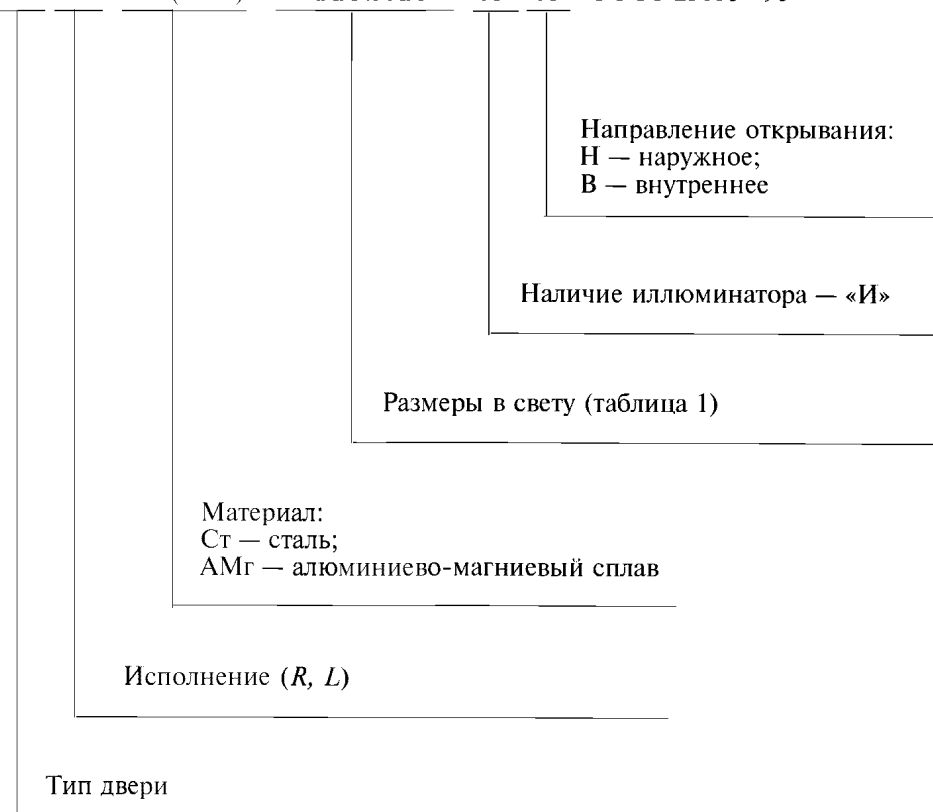 Направление открывания:
Н — наружное;
В — внутреннее
Наличие иллюминатора — «И»
Размеры в свету (таблица 1)
Материал:
Ст — сталь;
АМг — алюминиево-магниевый сплав
Исполнение (R, L)
Тип двери